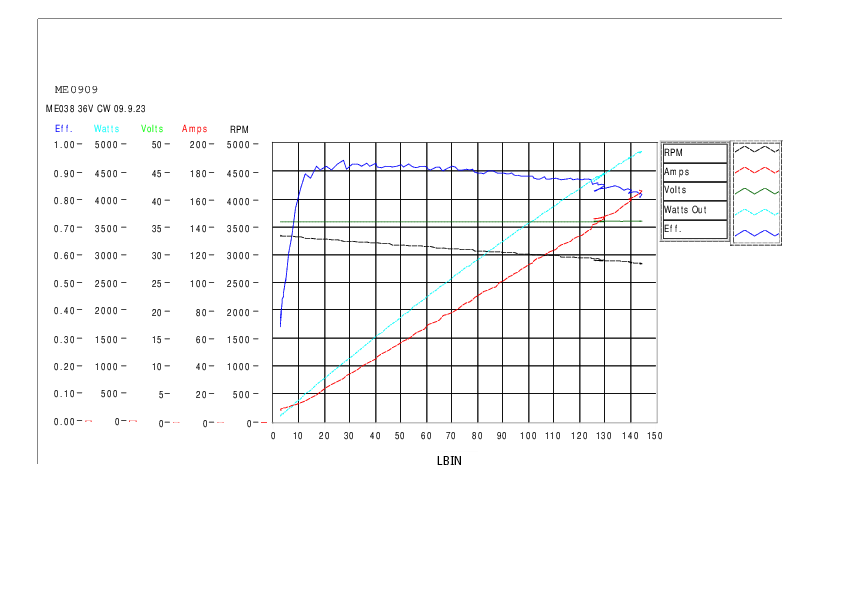 ME0909
ME038 36V CW 09.9.23
Eff. Watts Volts Amps RPM
1.00 5000 50 200 5000
0.90 4500 45 180 4500
0.80 4000 40 160 4000
0.70 3500 35 140 3500
0.60 3000 30 120 3000
0.50 2500 25 100 2500
0.40 2000 20 80 2000
0.30 1500 15 60 1500
0.20 1000 10 40 1000
0.10 500 5 20 500
0.00 0 0 0 0
0 10 20 30 40 50 60 70 80 90 100 110 120 130 140 150
LBIN
RPM
Amps
Volts
Watts Out
Eff.